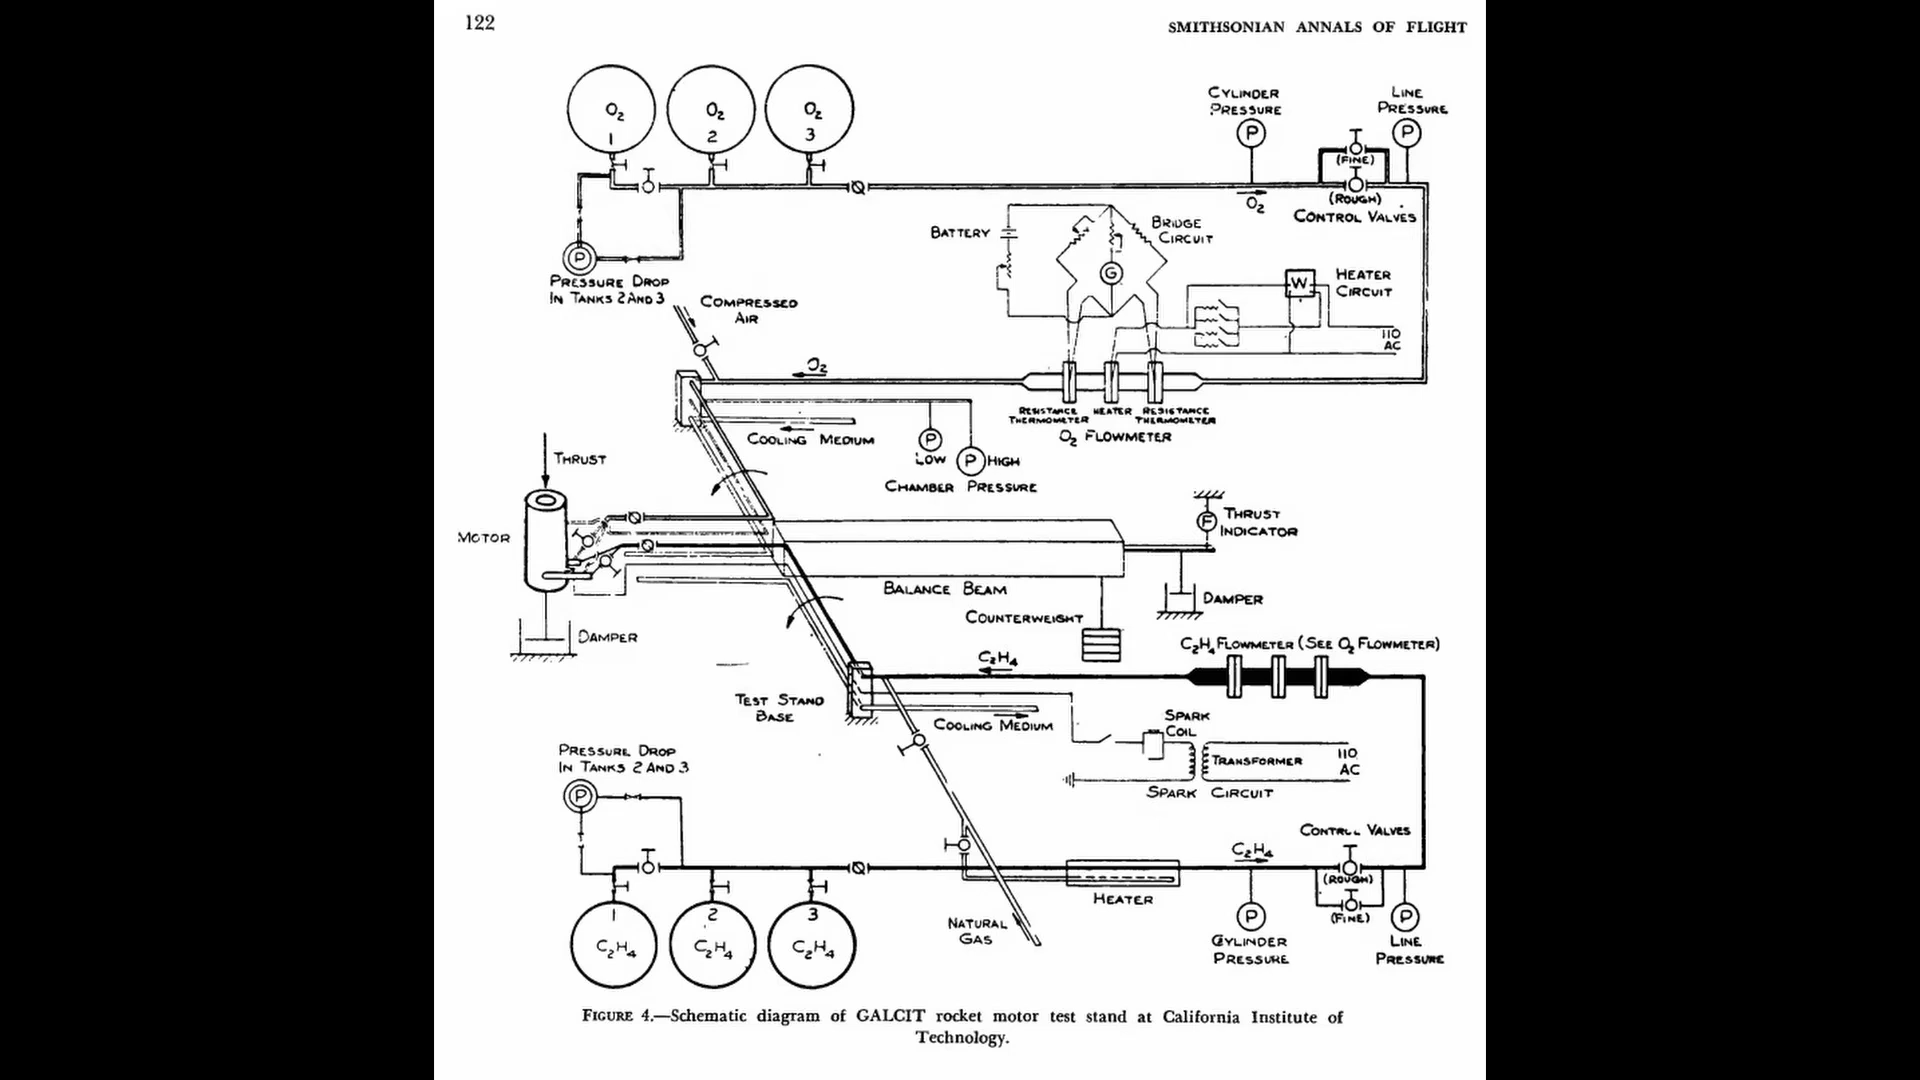 122
SMITHSONIAN ANNALS OF FLIGHT
O2
1
O2
2
O2
3
CYLINDER
PRESSURE
P
LINE
PRESSURE
P
(FINE)
(ROUGH)
CONTROL VALVES
O2
BATTERY
BRIDGE
CIRCUIT
G
W
HEATER
CIRCUIT
110
AC
P
PRESSURE DROP
IN TANKS 2 AND 3
COMPRESSED
AIR
O2
RESISTANCE
THERMOMETER
HEATER
RESISTANCE
THERMOMETER
O2 FLOWMETER
COOLING MEDIUM
P
LOW
P
HIGH
CHAMBER PRESSURE
THRUST
MOTOR
F
THRUST
INDICATOR
BALANCE BEAM
DAMPER
COUNTERWEIGHT
DAMPER
C2H4 FLOWMETER (SEE O2 FLOWMETER)
C2H4
TEST STAND
BASE
COOLING MEDIUM
SPARK
COIL
TRANSFORMER
110
AC
SPARK CIRCUIT
PRESSURE DROP
IN TANKS 2 AND 3
P
CONTROL VALVES
C2H4
(ROUGH)
(FINE)
HEATER
NATURAL
GAS
1
C2H4
2
C2H4
3
C2H4
P
CYLINDER
PRESSURE
P
LINE
PRESSURE
FIGURE 4.—Schematic diagram of GALCIT rocket motor test stand at California Institute of
Technology.